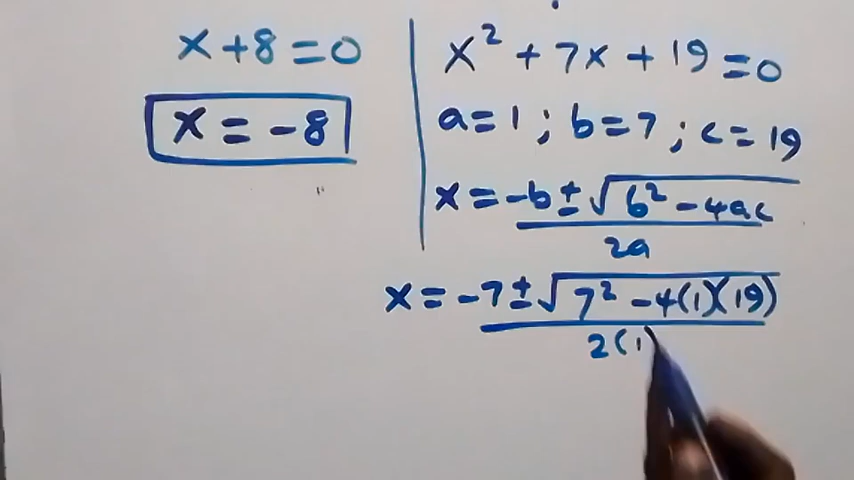 x + 8 = 0
x = -8
x² + 7x + 19 = 0
a = 1 ; b = 7 ; c = 19
x = -b ± √(b² - 4ac)
2a
x = -7 ± √(7² - 4(1)(19))
2(1